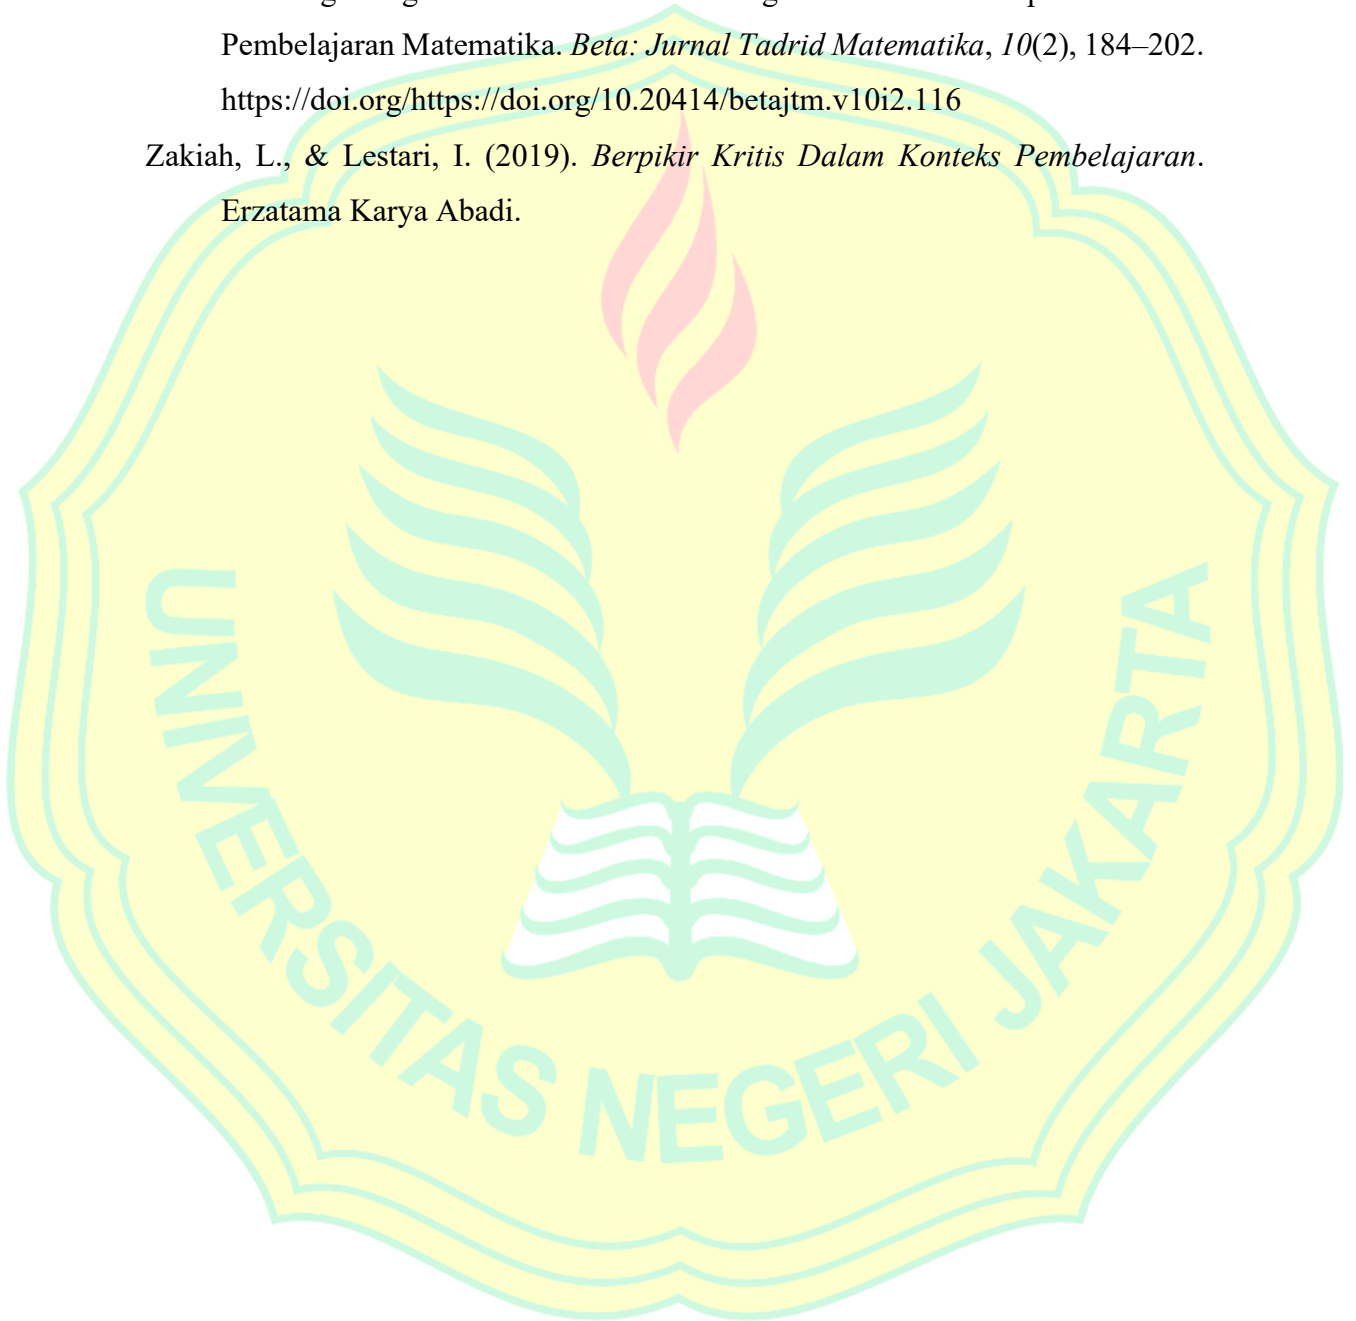 Pembelajaran Matematika. Beta: Jurnal Tadrid Matematika, 10(2), 184–202.
https://doi.org/https://doi.org/10.20414/betajtm.v10i2.116
Zakiah, L., & Lestari, I. (2019). Berpikir Kritis Dalam Konteks Pembelajaran.
Erzatama Karya Abadi.
UNIVERSITAS NEGERI JAKARTA